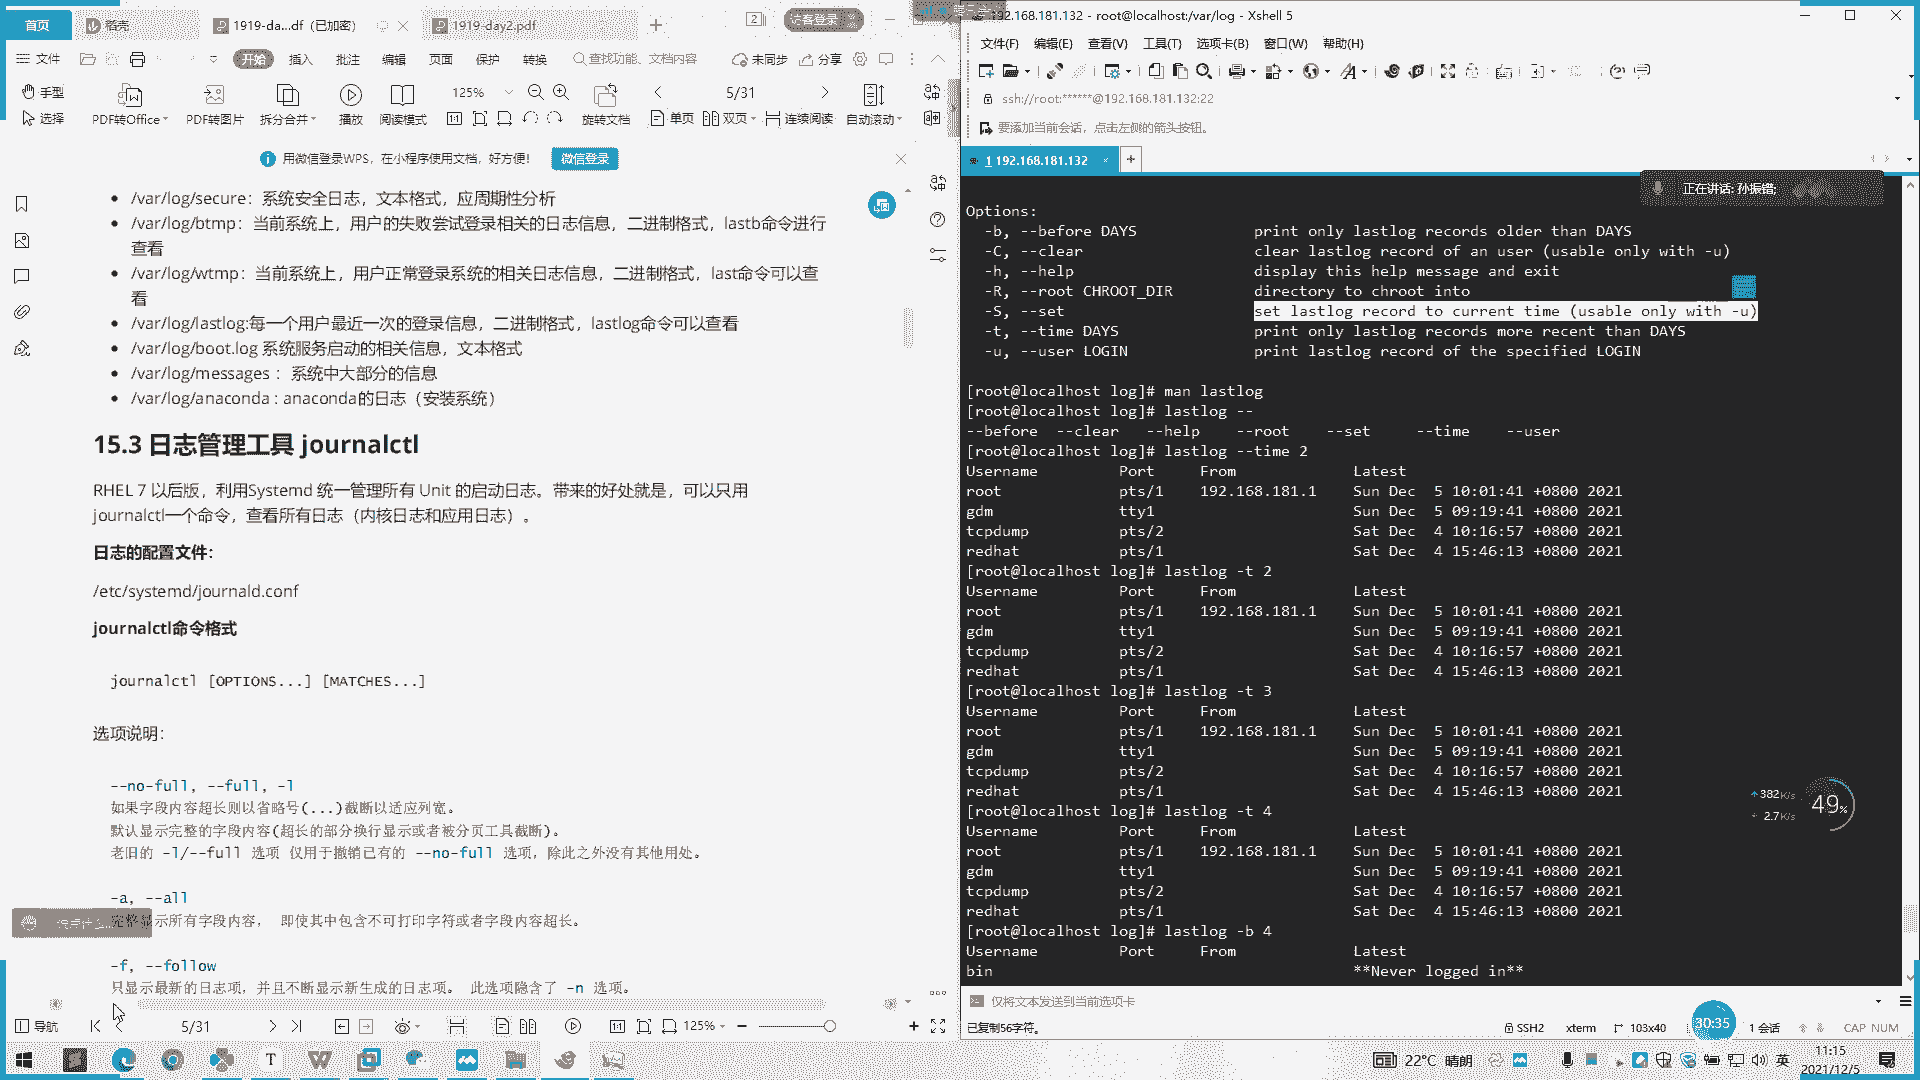 首页
稻壳
1919-da...df（已加密）
1919-day2.pdf
访客登录
文件
开始
插入
批注
编辑
页面
保护
转换
查找功能、文档内容
未同步
分享
手型
选择
PDF转Office
PDF转图片
拆分合并
播放
阅读模式
125%
旋转文档
5/31
单页
双页
连续阅读
自动滚动
用微信登录WPS，在小程序使用文档，好方便！
微信登录
/var/log/secure：系统安全日志，文本格式，应周期性分析
/var/log/btmp：当前系统上，用户的失败尝试登录相关的日志信息，二进制格式，lastb命令进行
查看
/var/log/wtmp：当前系统上，用户正常登录系统的相关日志信息，二进制格式，last命令可以查
看
/var/log/lastlog:每一个用户最近一次的登录信息，二进制格式，lastlog命令可以查看
/var/log/boot.log 系统服务启动的相关信息，文本格式
/var/log/messages ：系统中大部分的信息
/var/log/anaconda : anaconda的日志（安装系统）
15.3 日志管理工具 journalctl
RHEL 7 以后版，利用Systemd 统一管理所有 Unit 的启动日志。带来的好处就是，可以只用
journalctl一个命令，查看所有日志（内核日志和应用日志）。
日志的配置文件：
/etc/systemd/journald.conf
journalctl命令格式
journalctl [OPTIONS...] [MATCHES...]
选项说明：
--no-full, --full, -l
如果字段内容超长则以省略号(...)截断以适应列宽。
默认显示完整的字段内容(超长的部分换行显示或者被分页工具截断)。
老旧的 -l/--full 选项 仅用于撤销已有的 --no-full 选项，除此之外没有其他用处。
-a, --all
完整显示所有字段内容， 即使其中包含不可打印字符或者字段内容超长。
-f, --follow
只显示最新的日志项，并且不断显示新生成的日志项。 此选项隐含了 -n 选项。
导航
5/31
125%
192.168.181.132 - root@localhost:/var/log - Xshell 5
文件(F) 编辑(E) 查看(V) 工具(T) 选项卡(B) 窗口(W) 帮助(H)
ssh://root:******@192.168.181.132:22
要添加当前会话，点击左侧的箭头按钮。
1 192.168.181.132
正在讲话: 孙振错;
Options:
-b, --before DAYS print only lastlog records older than DAYS
-C, --clear clear lastlog record of an user (usable only with -u)
-h, --help display this help message and exit
-R, --root CHROOT_DIR directory to chroot into
-S, --set set lastlog record to current time (usable only with -u)
-t, --time DAYS print only lastlog records more recent than DAYS
-u, --user LOGIN print lastlog record of the specified LOGIN
[root@localhost log]# man lastlog
[root@localhost log]# lastlog --
--before --clear --help --root --set --time --user
[root@localhost log]# lastlog --time 2
Username Port From Latest
root pts/1 192.168.181.1 Sun Dec 5 10:01:41 +0800 2021
gdm tty1 Sun Dec 5 09:19:41 +0800 2021
tcpdump pts/2 Sat Dec 4 10:16:57 +0800 2021
redhat pts/1 Sat Dec 4 15:46:13 +0800 2021
[root@localhost log]# lastlog -t 2
Username Port From Latest
root pts/1 192.168.181.1 Sun Dec 5 10:01:41 +0800 2021
gdm tty1 Sun Dec 5 09:19:41 +0800 2021
tcpdump pts/2 Sat Dec 4 10:16:57 +0800 2021
redhat pts/1 Sat Dec 4 15:46:13 +0800 2021
[root@localhost log]# lastlog -t 3
Username Port From Latest
root pts/1 192.168.181.1 Sun Dec 5 10:01:41 +0800 2021
gdm tty1 Sun Dec 5 09:19:41 +0800 2021
tcpdump pts/2 Sat Dec 4 10:16:57 +0800 2021
redhat pts/1 Sat Dec 4 15:46:13 +0800 2021
[root@localhost log]# lastlog -t 4
Username Port From Latest
root pts/1 192.168.181.1 Sun Dec 5 10:01:41 +0800 2021
gdm tty1 Sun Dec 5 09:19:41 +0800 2021
tcpdump pts/2 Sat Dec 4 10:16:57 +0800 2021
redhat pts/1 Sat Dec 4 15:46:13 +0800 2021
[root@localhost log]# lastlog -b 4
Username Port From Latest
bin **Never logged in**
382K/s
2.7K/s
49%
仅将文本发送到当前选项卡
已复制56字符。
30:35
SSH2 xterm 103x40 1 会话 CAP NUM
22°C 晴朗
英
11:15
2021/12/5